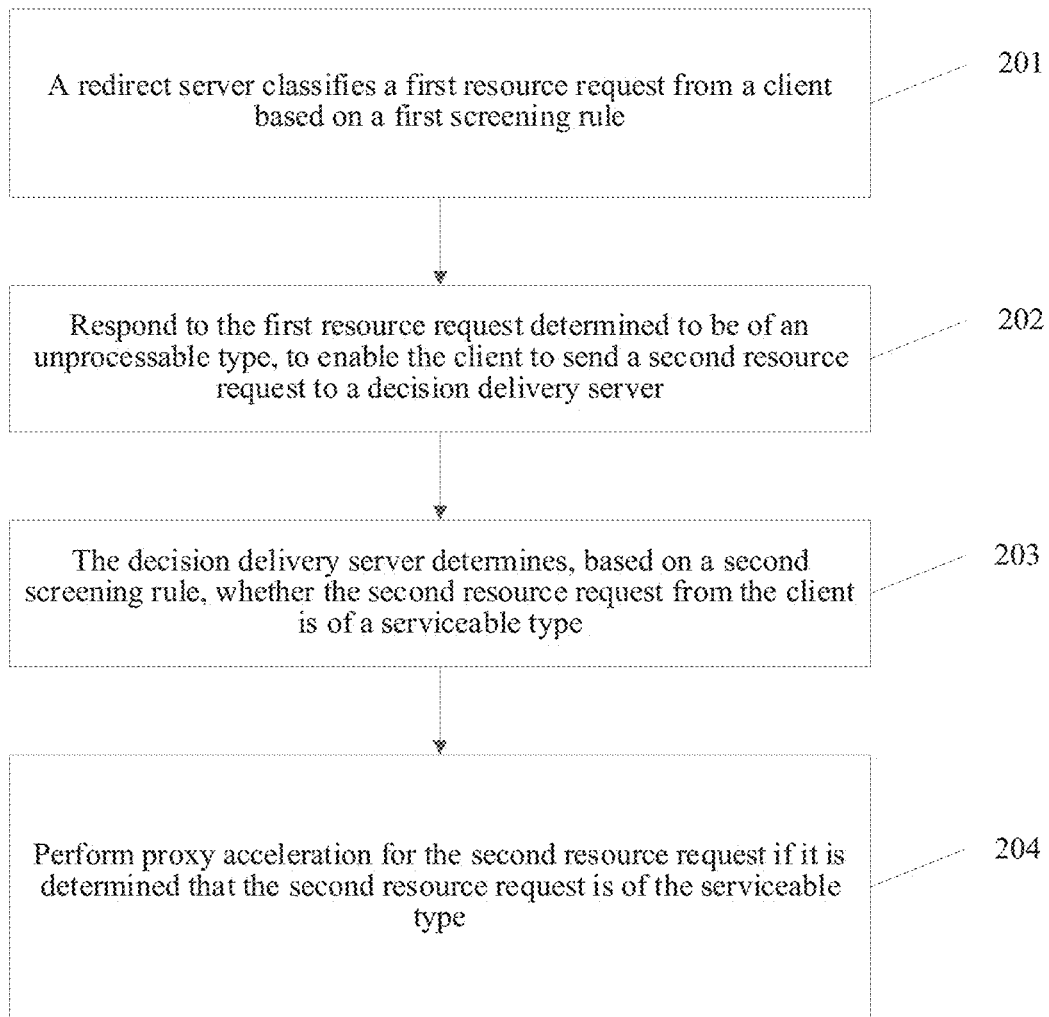 A redirect server classifies a first resource request from a client
based on a first screening rule
201
Respond to the first resource request determined to be of an
unprocessable type, to enable the client to send a second resource
request to a decision delivery server
202
The decision delivery server determines, based on a second
screening rule, whether the second resource request from the client
is of a serviceable type
203
Perform proxy acceleration for the second resource request if it is
determined that the second resource request is of the serviceable
type
204